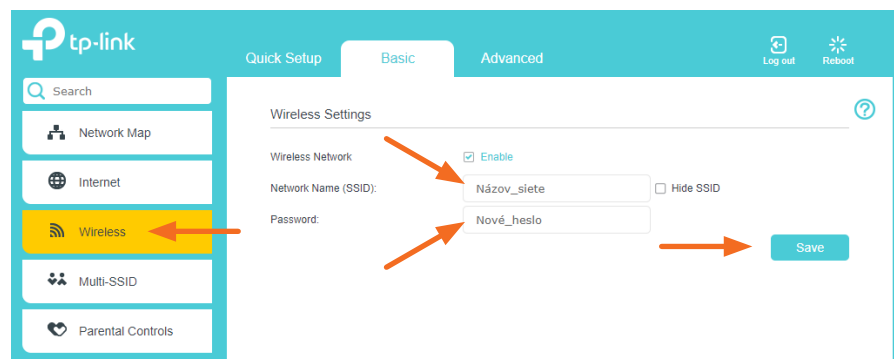 tp-link
Quick Setup Basic Advanced Log out Reboot
Search
Network Map
Internet
Wireless
Multi-SSID
Parental Controls
Wireless Settings
?
Wireless Network Enable
Network Name (SSID): Názov_siete Hide SSID
Password: Nové_heslo
Save